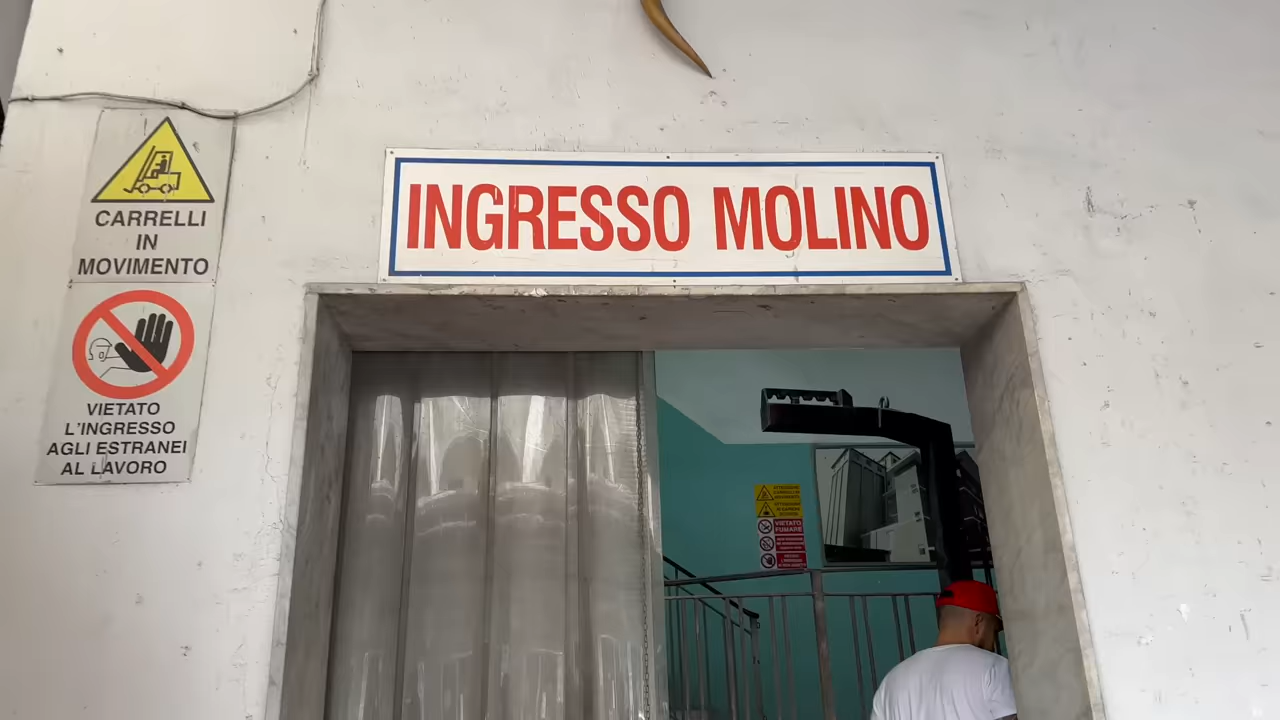 INGRESSO MOLINO
CARRELLI
IN
MOVIMENTO
VIETATO
L'INGRESSO
AGLI ESTRANEI
AL LAVORO
VIETATO
FUMARE